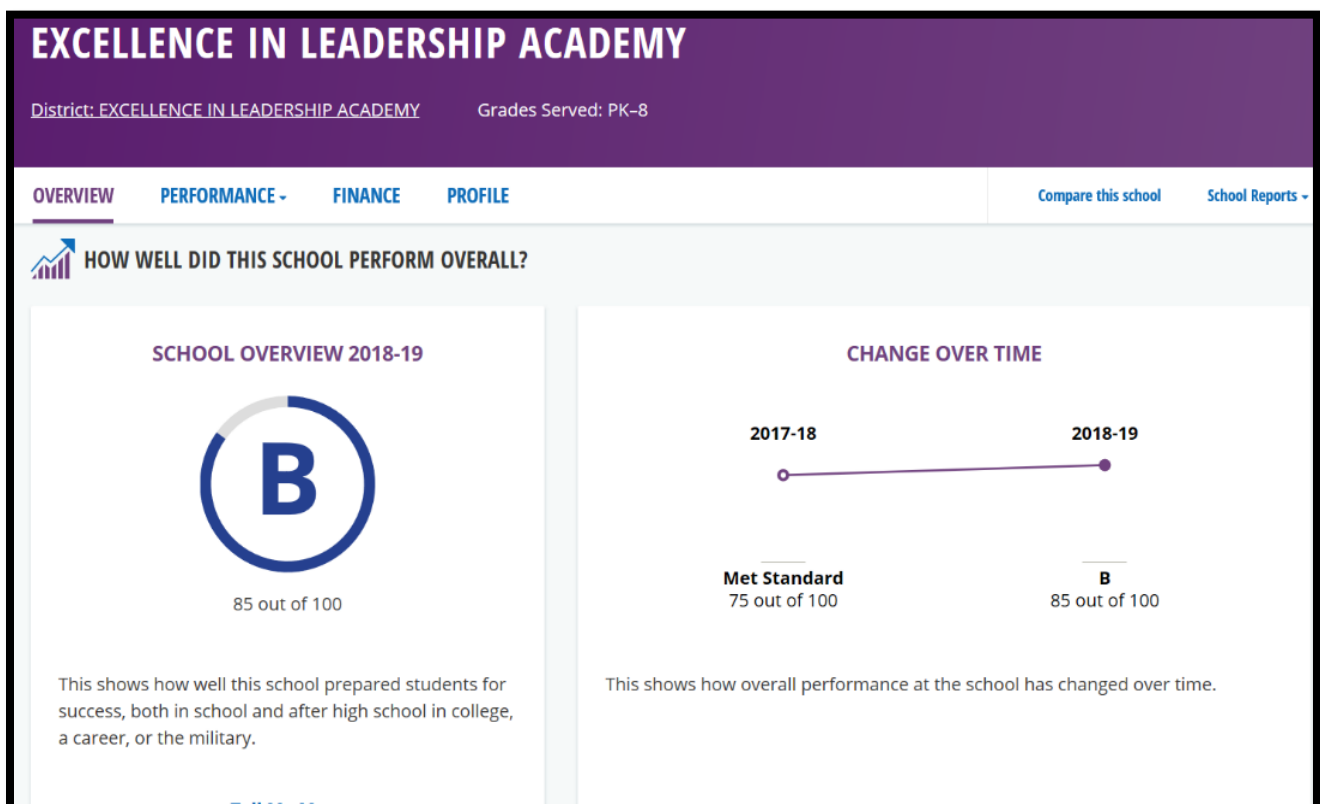 EXCELLENCE IN LEADERSHIP ACADEMY
District: EXCELLENCE IN LEADERSHIP ACADEMY Grades Served: PK–8
OVERVIEW PERFORMANCE FINANCE PROFILE Compare this school School Reports
HOW WELL DID THIS SCHOOL PERFORM OVERALL?
SCHOOL OVERVIEW 2018-19
B
85 out of 100
This shows how well this school prepared students for
success, both in school and after high school in college,
a career, or the military.
CHANGE OVER TIME
2017-18 2018-19
Met Standard B
75 out of 100 85 out of 100
This shows how overall performance at the school has changed over time.